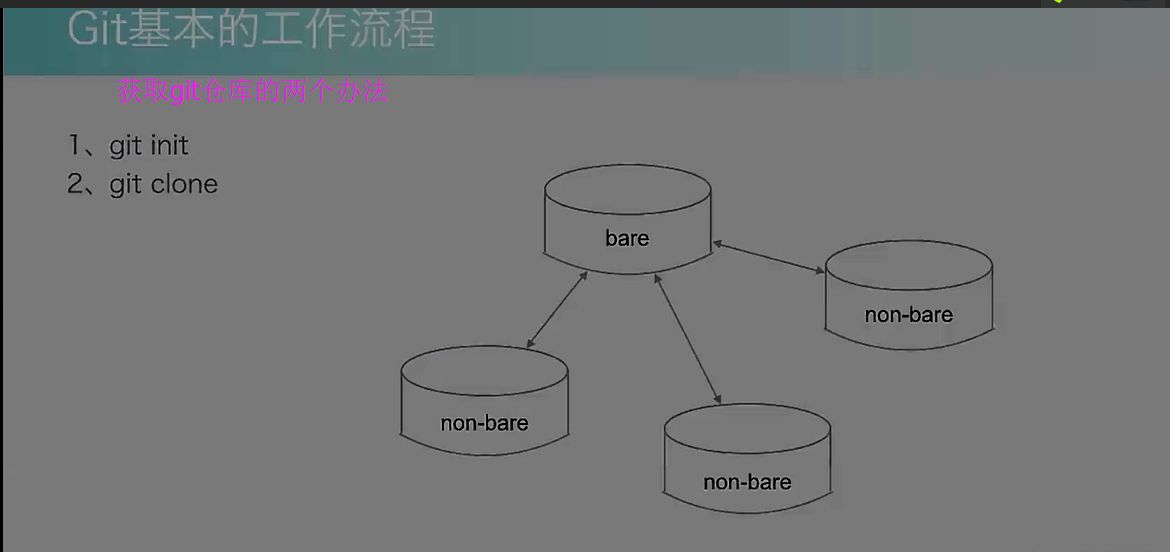 Git基本的工作流程
获取git仓库的两个办法
1、git init
2、git clone
bare
non-bare
non-bare
non-bare